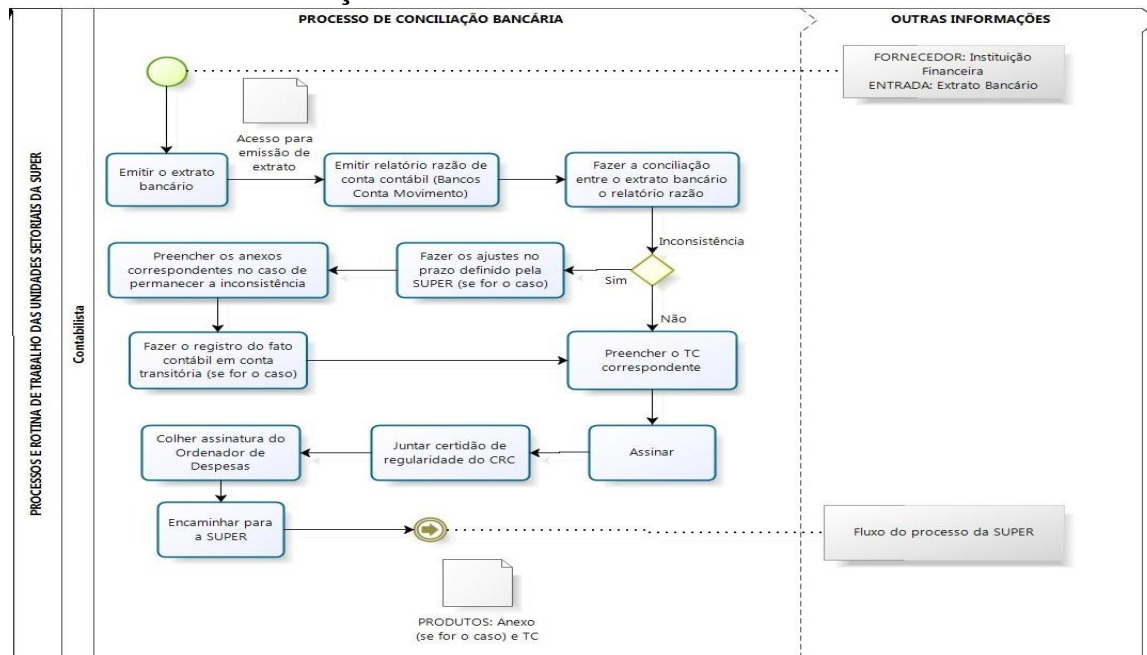 PROCESSO DE CONCILIAÇÃO BANCÁRIA
OUTRAS INFORMAÇÕES
PROCESSOS E ROTINA DE TRABALHO DAS UNIDADES SETORIAIS DA SUPER
Contabilista
FORNECEDOR: Instituição
Financeira
ENTRADA: Extrato Bancário
Acesso para
emissão de
extrato
Emitir o extrato
bancário
Emitir relatório razão de
conta contábil (Bancos
Conta Movimento)
Fazer a conciliação
entre o extrato bancário
o relatório razão
Inconsistência
Sim
Não
Fazer os ajustes no
prazo definido pela
SUPER (se for o caso)
Preencher os anexos
correspondentes no caso de
permanecer a inconsistência
Fazer o registro do fato
contábil em conta
transitória (se for o caso)
Preencher o TC
correspondente
Assinar
Juntar certidão de
regularidade do CRC
Colher assinatura do
Ordenador de
Despesas
Encaminhar para
a SUPER
Fluxo do processo da SUPER
PRODUTOS: Anexo
(se for o caso) e TC